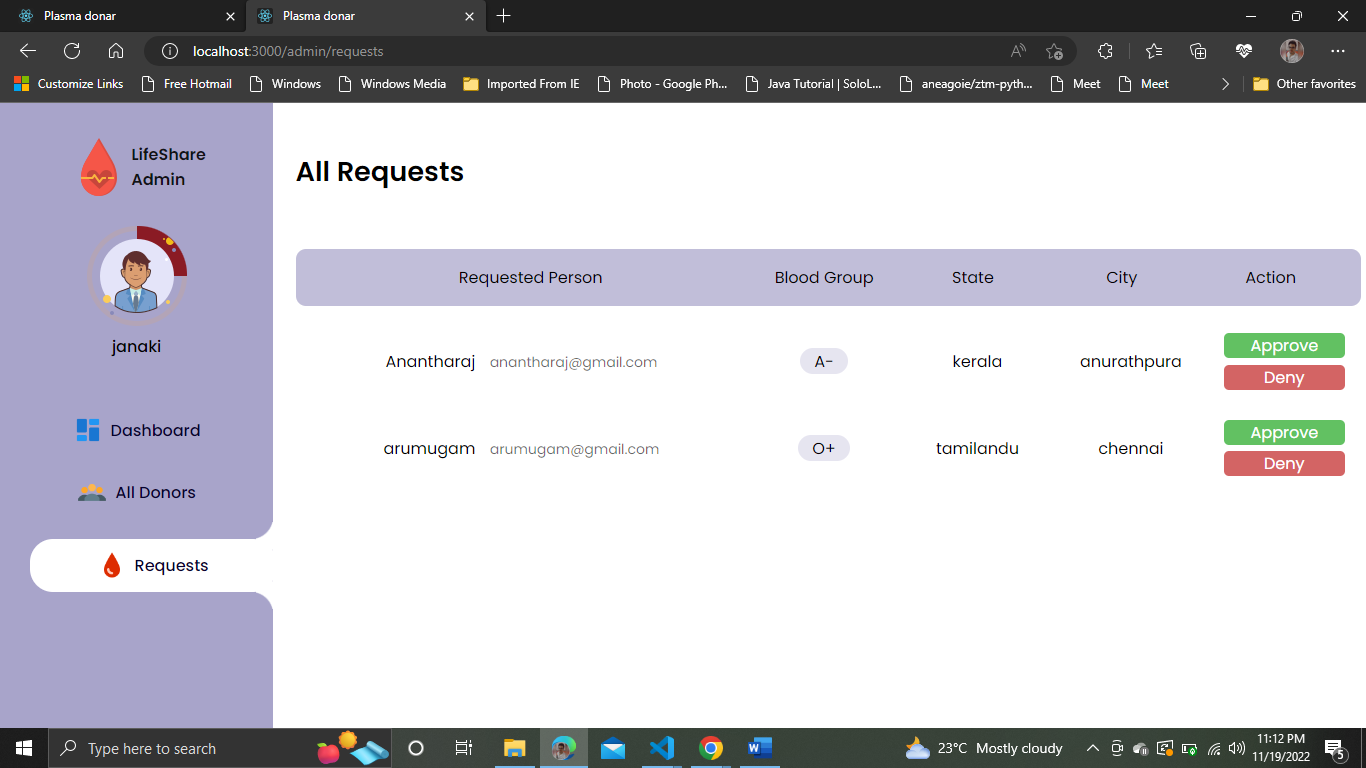 Plasma donar
Plasma donar
localhost:3000/admin/requests
Customize Links Free Hotmail Windows Windows Media Imported From IE Photo - Google Ph... Java Tutorial | SoloL... aneagoie/ztm-pyth... Meet Meet Other favorites
LifeShare
Admin
janaki
Dashboard
All Donors
Requests
All Requests
Requested Person Blood Group State City Action
Anantharaj anantharaj@gmail.com A- kerala anurathpura Approve
Deny
arumugam arumugam@gmail.com O+ tamilandu chennai Approve
Deny
Type here to search
23°C Mostly cloudy
11:12 PM
11/19/2022
5